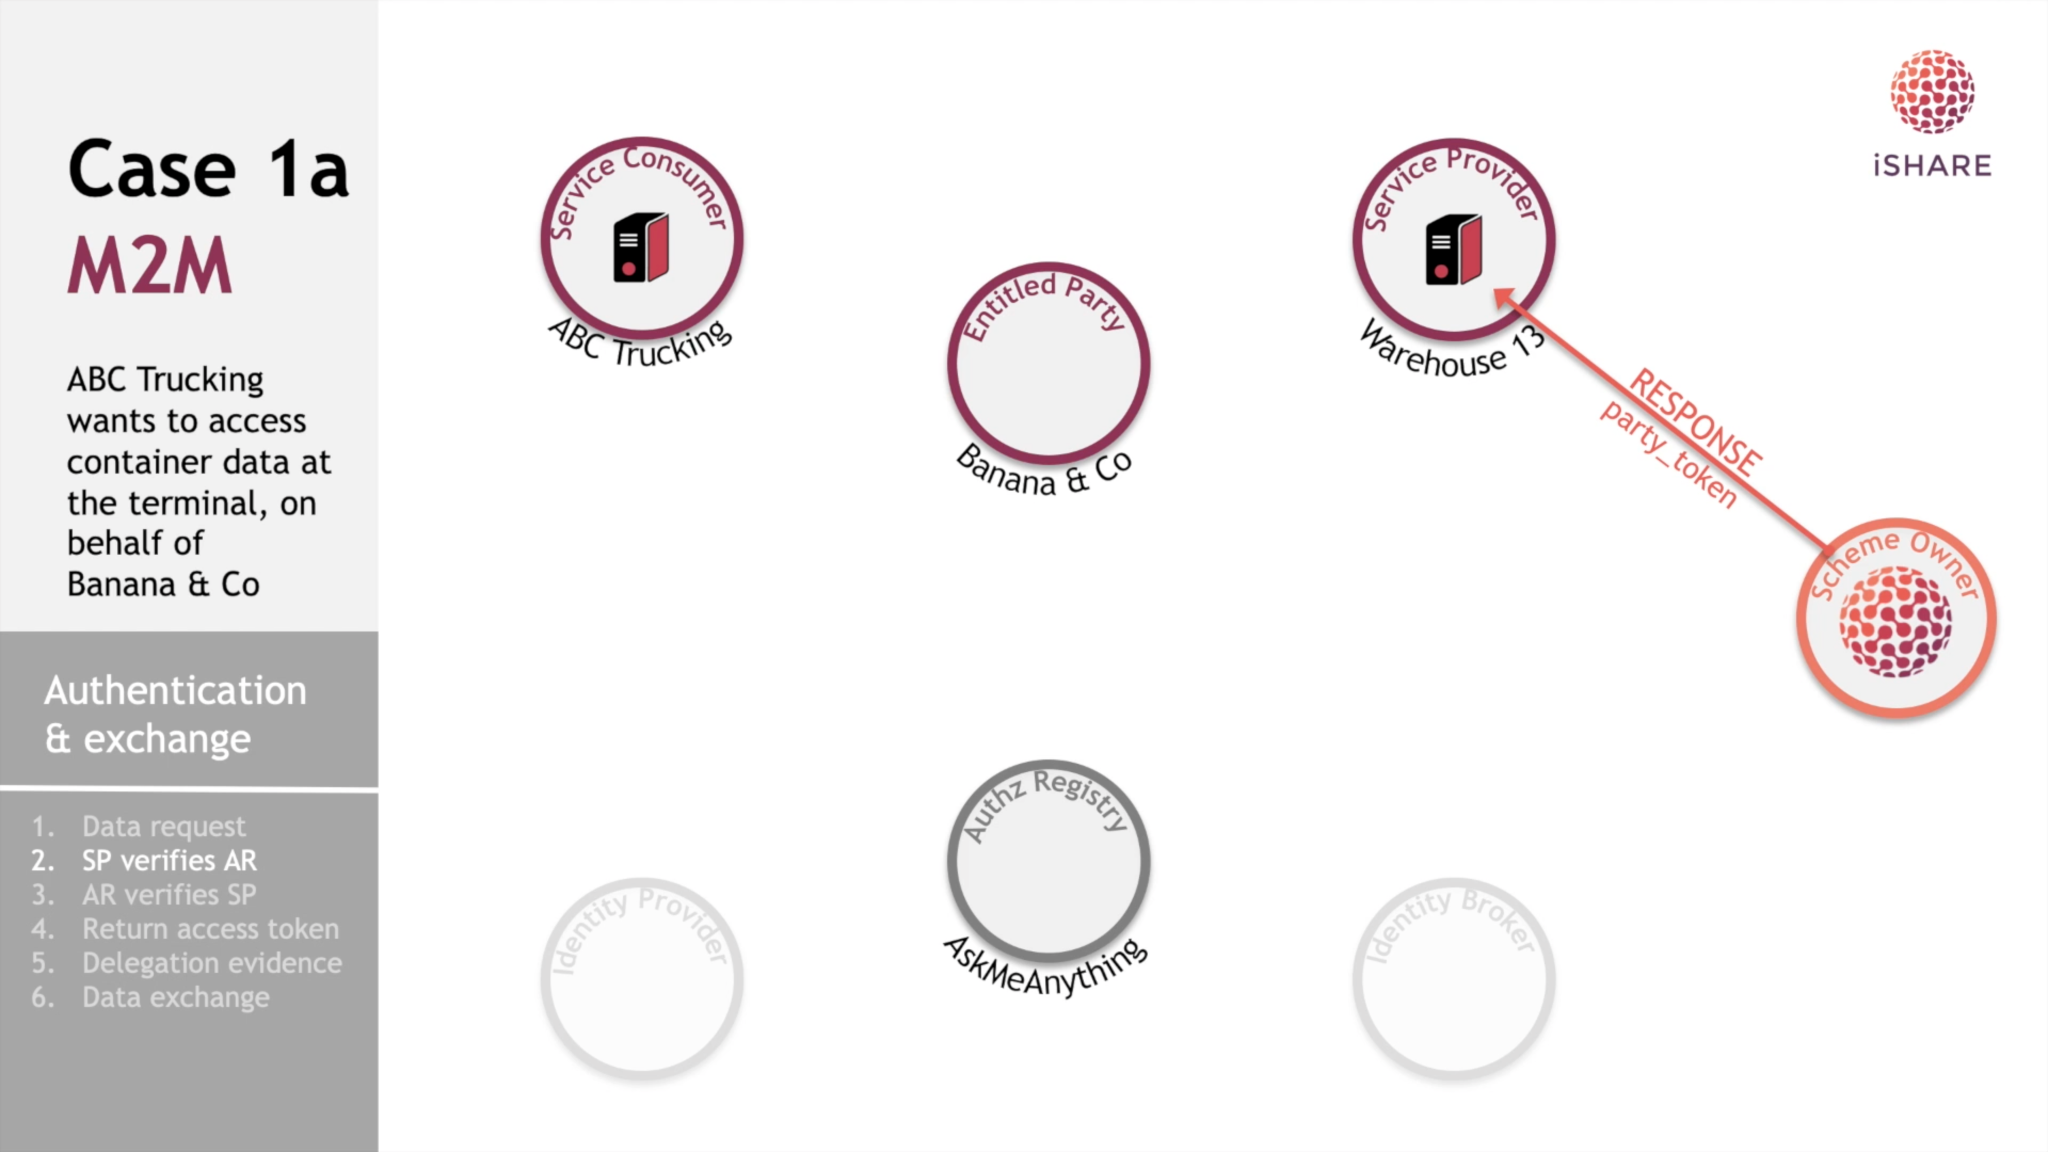 Case 1a
M2M
ABC Trucking
wants to access
container data at
the terminal, on
behalf of
Banana & Co
Authentication
& exchange
1. Data request
2. SP verifies AR
3. AR verifies SP
4. Return access token
5. Delegation evidence
6. Data exchange
Service Consumer
ABC Trucking
Entitled Party
Banana & Co
Service Provider
Warehouse 13
iSHARE
RESPONSE
party_token
Scheme Owner
Authz Registry
AskMeAnything
Identity Provider
Identity Broker